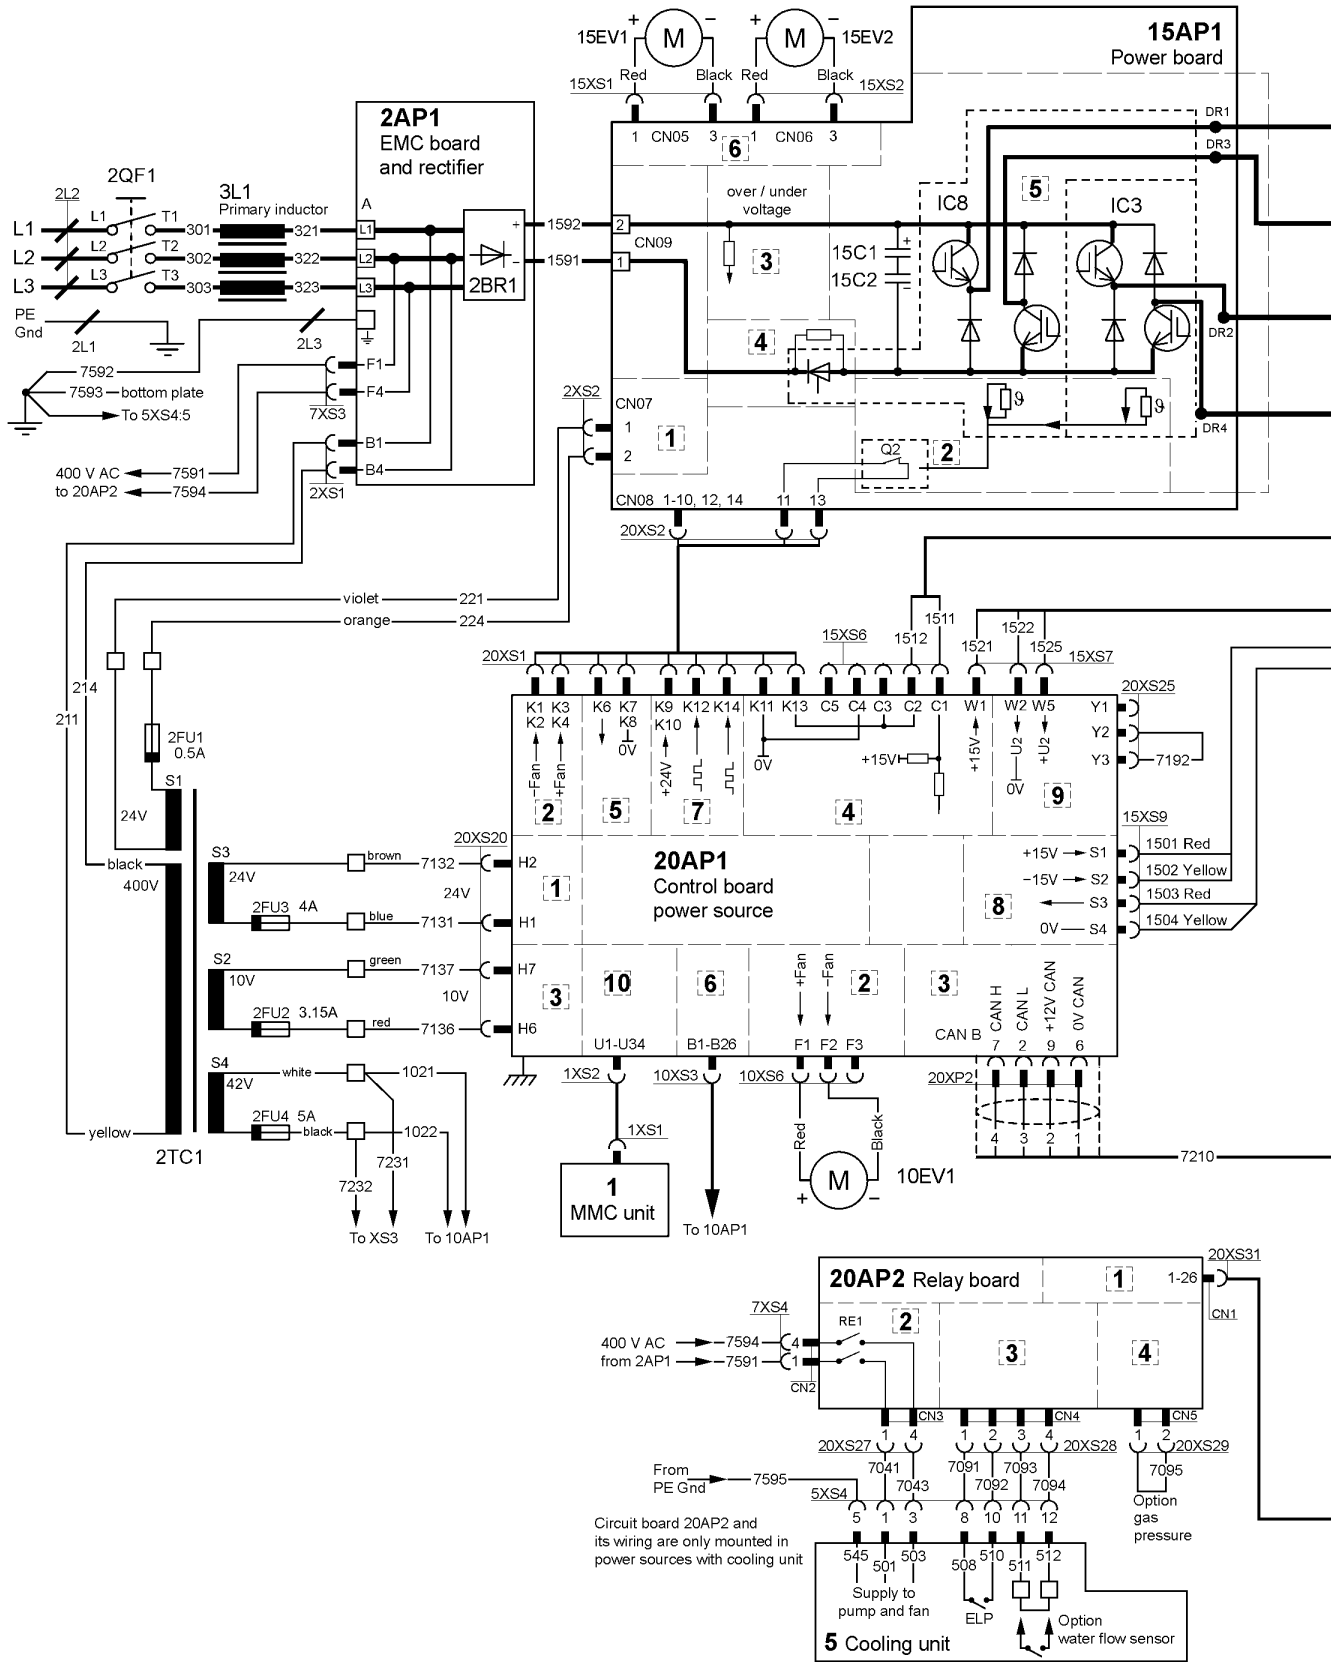 15AP1
Power board
15EV1
+
M
−
+
M
−
15EV2
Red
Black
Red
Black
15XS1
15XS2
1
CN05
3
1
CN06
3
6
DR1
DR3
DR2
DR4
2AP1
EMC board
and rectifier
2QF1
3L1
Primary inductor
2L2
A
L1
L1
T1
301
321
L1
L2
L2
T2
302
322
L2
L3
L3
T3
303
323
L3
PE
Gnd
2L1
2L3
+
−
2BR1
1592
1591
2
CN09
1
over / under
voltage
3
15C1
15C2
+
−
IC8
5
IC3
4
7592
7593
bottom plate
To 5XS4:5
F1
F4
7XS3
B1
B4
2XS1
400 V AC
7591
to 20AP2
7594
2XS2
CN07
1
2
1
ϑ
ϑ
Q2
2
CN08
1-10, 12, 14
11
13
20XS2
violet
221
orange
224
214
211
2FU1
0.5A
S1
24V
black
400V
yellow
2TC1
S3
24V
2FU3
4A
S2
10V
2FU2
3,15A
S4
42V
2FU4
5A
brown
7132
24V
blue
7131
green
7137
10V
red
7136
white
1021
black
1022
7231
7232
To XS3
To 10AP1
20XS1
15XS6
1512
1511
1521
1522
1525
15XS7
20XS25
K1
K2
K3
K4
K6
K7
K8
K9
K10
K12
K14
K11
K13
C5
C4
C3
C2
C1
W1
W2
W5
Y1
Y2
Y3
7192
−Fan
+Fan
0V
+24V
0V
+15V
+15V
U2
0V
+U2
2
5
7
4
9
20XS20
H2
H1
H7
H6
1
3
20AP1
Control board
power source
15XS9
+15V
S1
1501 Red
−15V
S2
1502 Yellow
S3
1503 Red
0V
S4
1504 Yellow
8
10
6
+Fan
−Fan
2
3
CAN H
CAN L
+12V CAN
0V CAN
CAN B
7
2
9
6
U1-U34
B1-B26
F1
F2
F3
1XS2
10XS3
10XS6
20XP2
4
3
2
1
7210
1XS1
1
MMC unit
To 10AP1
Red
Black
+
M
−
10EV1
20AP2 Relay board
1
1-26
20XS31
CN1
7XS4
RE1
2
3
4
400 V AC
7594
4
from 2AP1
7591
1
CN2
CN3
CN4
CN5
1
4
1
2
3
4
1
2
20XS27
20XS28
20XS29
7041
7043
7091
7092
7093
7094
7095
From
PE Gnd
7595
5XS4
Option
gas
pressure
5
1
3
8
10
11
12
Circuit board 20AP2 and
its wiring are only mounted in
power sources with cooling unit
545
501
503
508
510
511
512
Supply to
pump and fan
ELP
Option
water flow sensor
5 Cooling unit